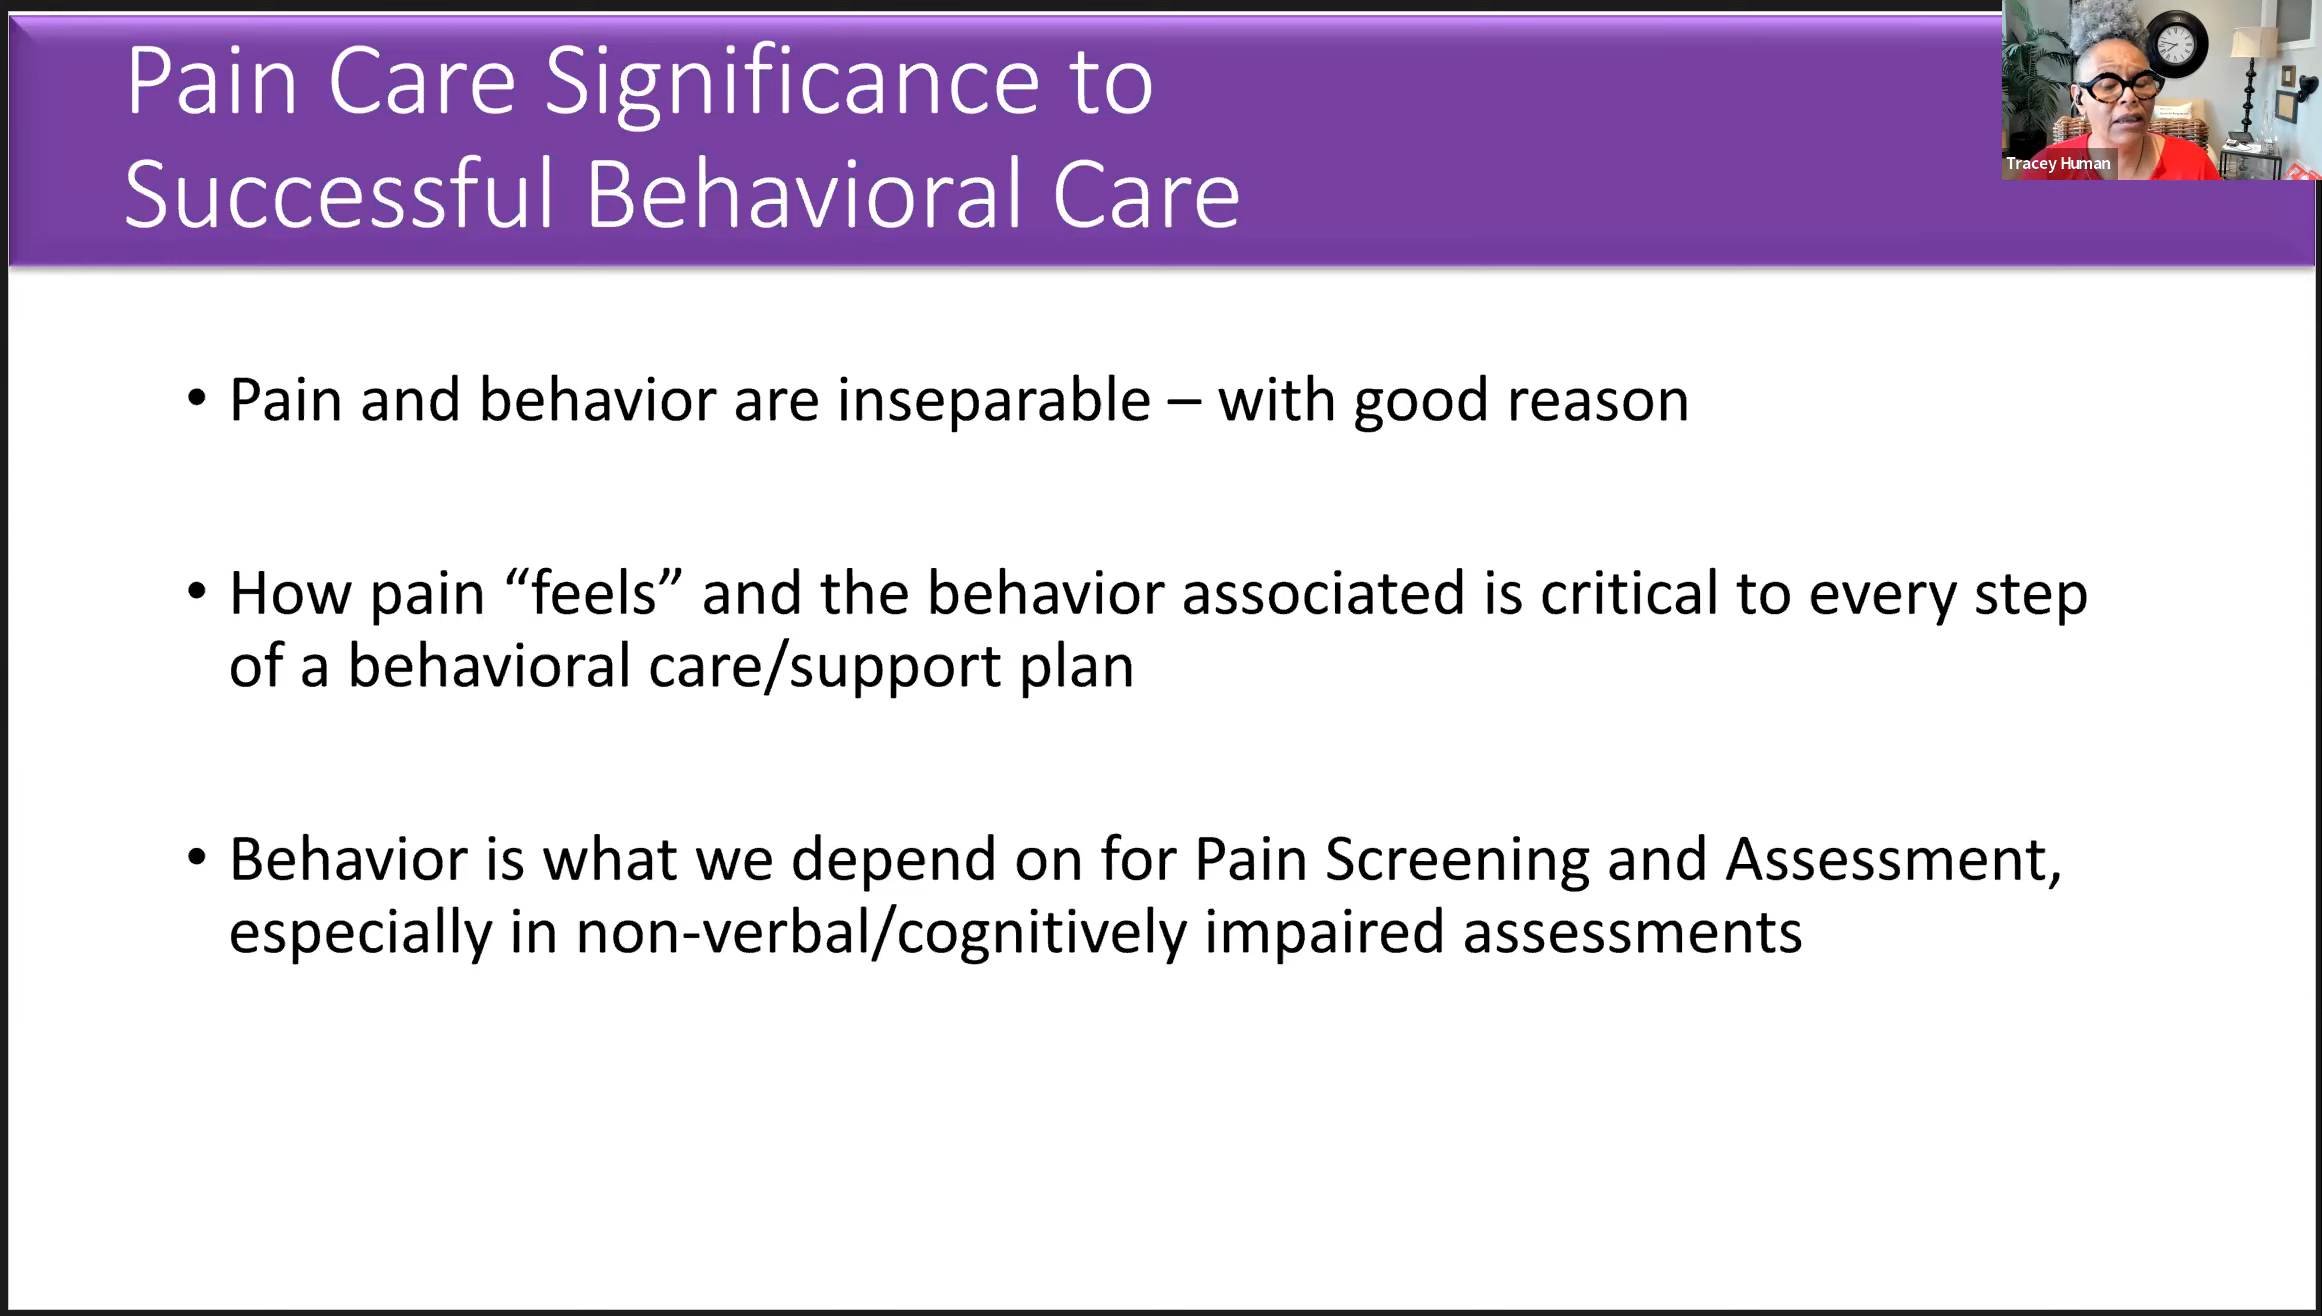 Pain Care Significance to
Successful Behavioral Care
Tracey Human
• Pain and behavior are inseparable – with good reason
• How pain “feels” and the behavior associated is critical to every step
of a behavioral care/support plan
• Behavior is what we depend on for Pain Screening and Assessment,
especially in non-verbal/cognitively impaired assessments